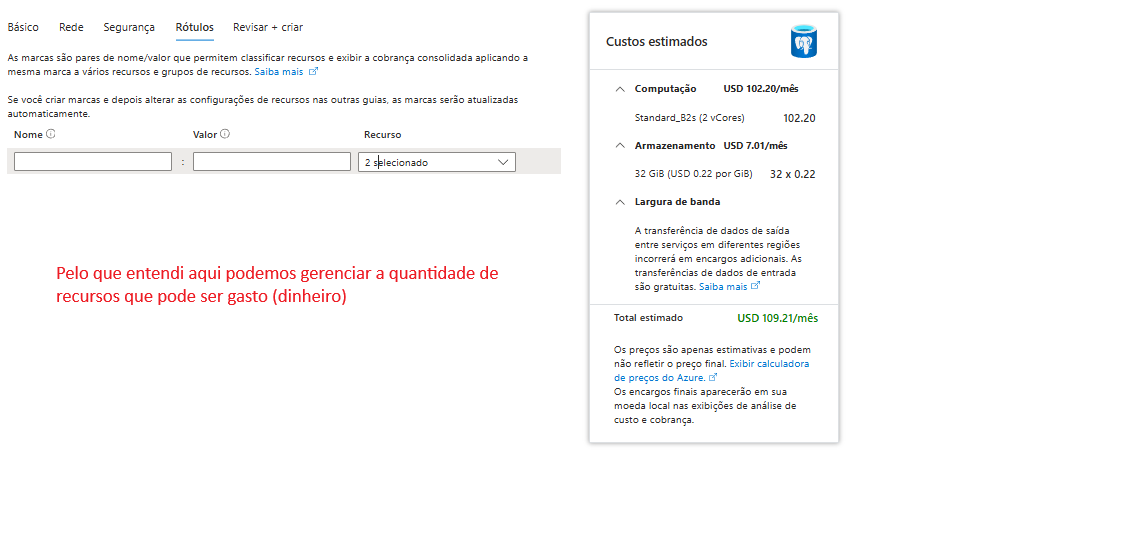 Básico Rede Segurança Rótulos Revisar + criar
As marcas são pares de nome/valor que permitem classificar recursos e exibir a cobrança consolidada aplicando a
mesma marca a vários recursos e grupos de recursos. Saiba mais
Se você criar marcas e depois alterar as configurações de recursos nas outras guias, as marcas serão atualizadas
automaticamente.
Nome Valor Recurso
: 2 selecionado
Pelo que entendi aqui podemos gerenciar a quantidade de
recursos que pode ser gasto (dinheiro)
Custos estimados
Computação USD 102.20/mês
Standard_B2s (2 vCores) 102.20
Armazenamento USD 7.01/mês
32 GiB (USD 0.22 por GiB) 32 x 0.22
Largura de banda
A transferência de dados de saída
entre serviços em diferentes regiões
incorrerá em encargos adicionais. As
transferências de dados de entrada
são gratuitas. Saiba mais
Total estimado USD 109.21/mês
Os preços são apenas estimativas e podem
não refletir o preço final. Exibir calculadora
de preços do Azure.
Os encargos finais aparecerão em sua
moeda local nas exibições de análise de
custo e cobrança.